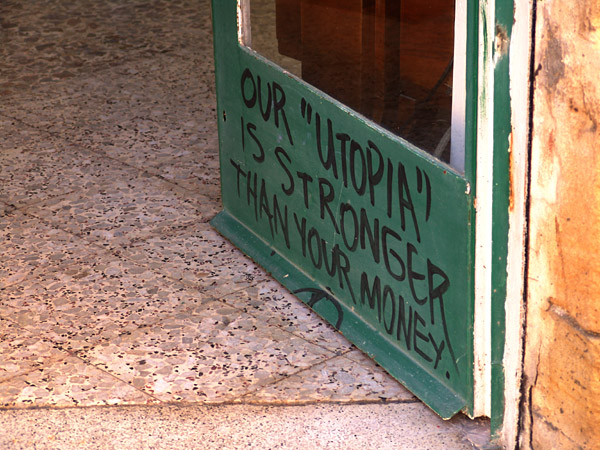 OUR "UTOPIA"
IS STRONGER
THAN YOUR MONEY.